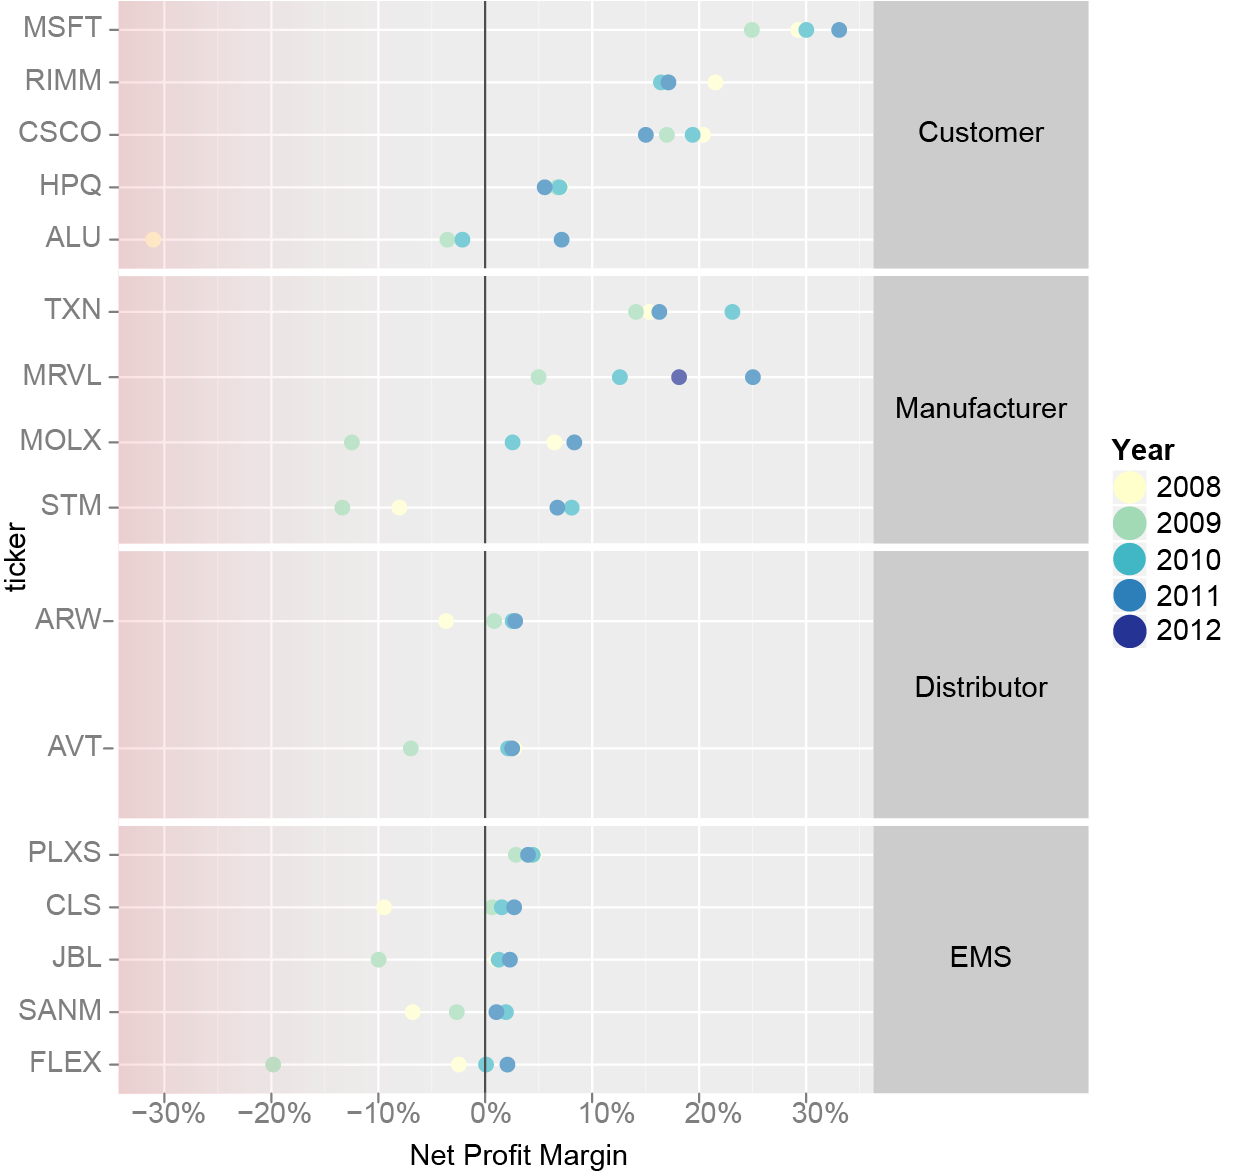 MSFT
RIMM
CSCO
HPQ
ALU
Customer
TXN
MRVL
MOLX
STM
Manufacturer
ARW
AVT
Distributor
PLXS
CLS
JBL
SANM
FLEX
EMS
ticker
−30% −20% −10% 0% 10% 20% 30%
Net Profit Margin
Year
2008
2009
2010
2011
2012